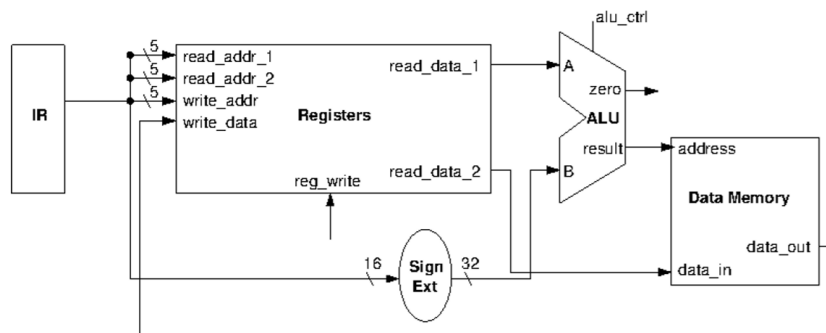 alu_ctrl
IR
5
read_addr_1
5
read_addr_2
5
write_addr
write_data
Registers
read_data_1
read_data_2
reg_write
A
zero
ALU
result
B
address
Data Memory
data_out
data_in
16
Sign
Ext
32